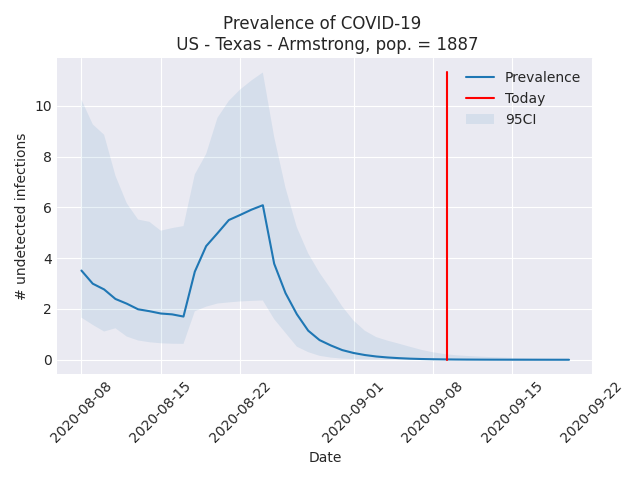 Prevalence of COVID-19
US - Texas - Armstrong, pop. = 1887
Prevalence
Today
95CI
# undetected infections
10
8
6
4
2
0
2020-08-08
2020-08-15
2020-08-22
2020-09-01
2020-09-08
2020-09-15
2020-09-22
Date